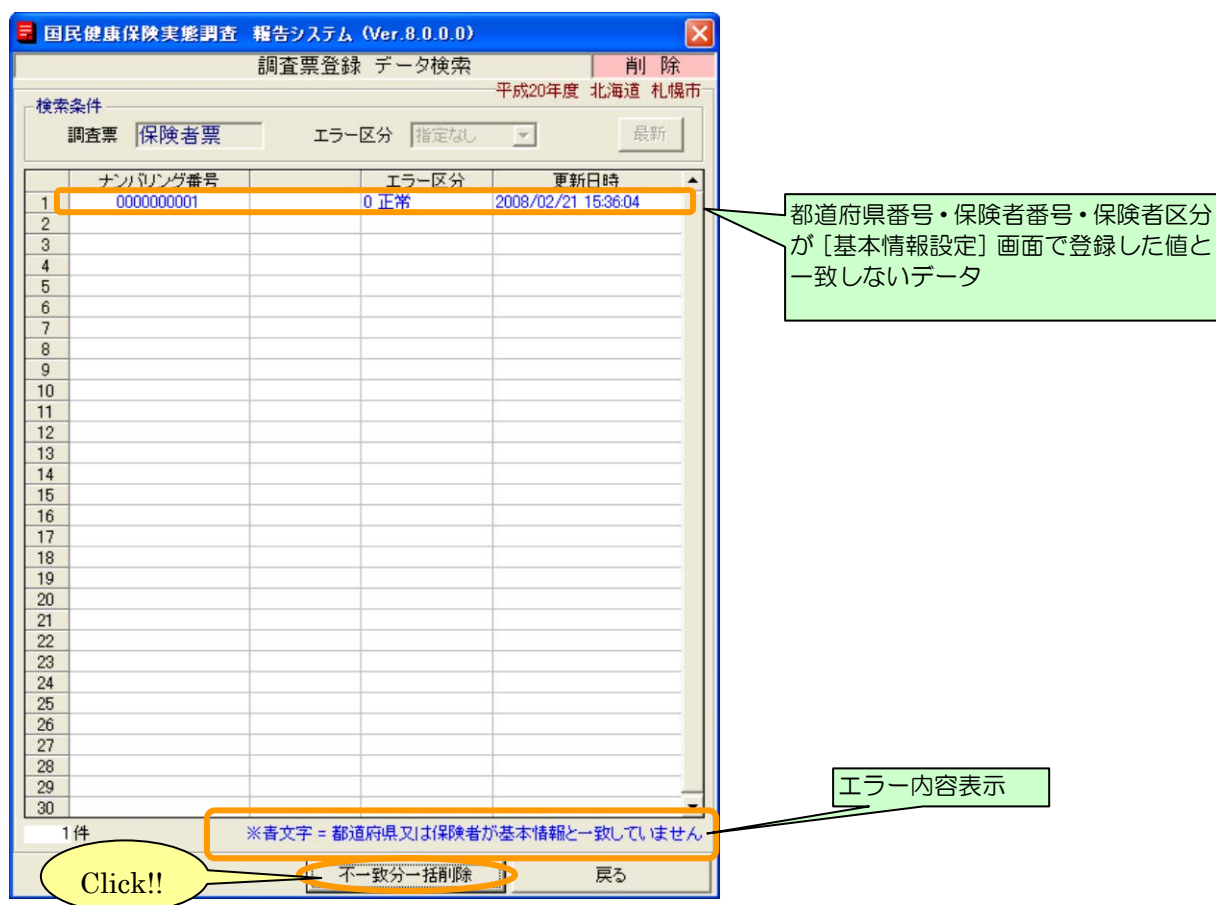 国民健康保険実態調査 報告システム (Ver.8.0.0.0)
調査票登録 データ検索
削 除
平成20年度 北海道 札幌市
検索条件
調査票 保険者票 エラー区分 指定なし 最新
ナンバリング番号 エラー区分 更新日時
1 0000000001 0 正常 2008/02/21 15:36:04
2
3
4
5
6
7
8
9
10
11
12
13
14
15
16
17
18
19
20
21
22
23
24
25
26
27
28
29
30
都道府県番号・保険者番号・保険者区分
が［基本情報設定］画面で登録した値と
一致しないデータ
エラー内容表示
1件 ※青文字 = 都道府県又は保険者が基本情報と一致していません
Click!! 不一致分一括削除 戻る